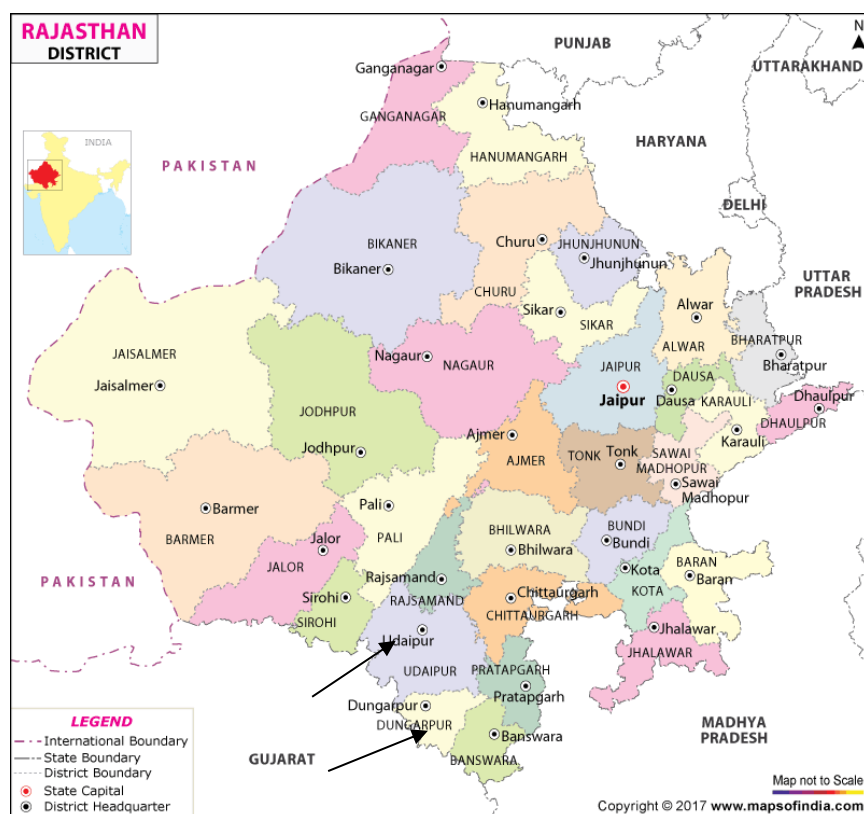 RAJASTHAN
DISTRICT
N
PUNJAB
UTTARAKHAND
Ganganagar
GANGANAGAR
Hanumangarh
HANUMANGARH
HARYANA
INDIA
PAKISTAN
DELHI
BIKANER
Bikaner
Churu
CHURU
JHUNJHUNUN
Jhunjhunun
UTTAR
PRADESH
Sikar
SIKAR
Alwar
ALWAR
JAISALMER
Jaisalmer
Nagaur
NAGAUR
JAIPUR
Jaipur
BHARATPUR
Bharatpur
DAUSA
Dausa
KARAULI
Karauli
Dhaulpur
DHAULPUR
JODHPUR
Jodhpur
Ajmer
AJMER
TONK
Tonk
SAWAI
MADHOPUR
Sawai
Madhopur
Barmer
BARMER
Pali
PALI
Jalor
JALOR
BHILWARA
Bhilwara
BUNDI
Bundi
Kota
KOTA
BARAN
Baran
PAKISTAN
Rajsamand
RAJSAMAND
Sirohi
SIROHI
Chittaurgarh
CHITTAURGARH
Udaipur
UDAIPUR
Jhalawar
JHALAWAR
PRATAPGARH
Pratapgarh
Dungarpur
DUNGARPUR
Banswara
BANSWARA
GUJARAT
MADHYA
PRADESH
LEGEND
International Boundary
State Boundary
District Boundary
State Capital
District Headquarter
Map not to Scale
Copyright © 2017 www.mapsofindia.com